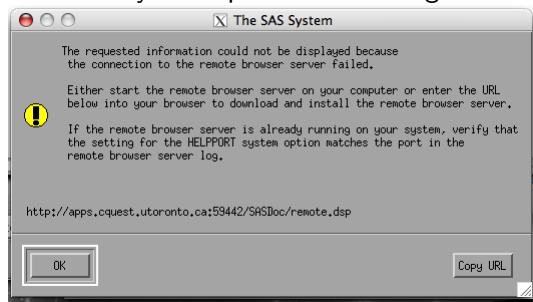 The SAS System
The requested information could not be displayed because
the connection to the remote browser server failed.
Either start the remote browser server on your computer or enter the URL
below into your browser to download and install the remote browser server.
If the remote browser server is already running on your system, verify that
the setting for the HELPPORT system option matches the port in the
remote browser server log.
http://apps.cquest.utoronto.ca:59442/SASDoc/remote.dsp
OK
Copy URL